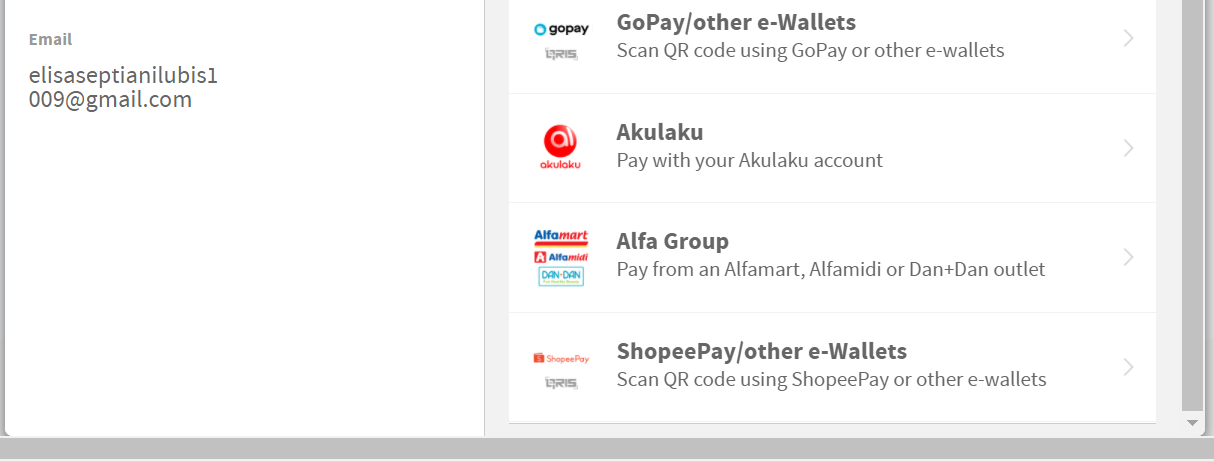 Email
elisaseptianilubis1
009@gmail.com
gopay
QRIS
GoPay/other e-Wallets
Scan QR code using GoPay or other e-wallets
akulaku
Akulaku
Pay with your Akulaku account
Alfamart
Alfamidi
DAN+DAN
Alfa Group
Pay from an Alfamart, Alfamidi or Dan+Dan outlet
ShopeePay
QRIS
ShopeePay/other e-Wallets
Scan QR code using ShopeePay or other e-wallets